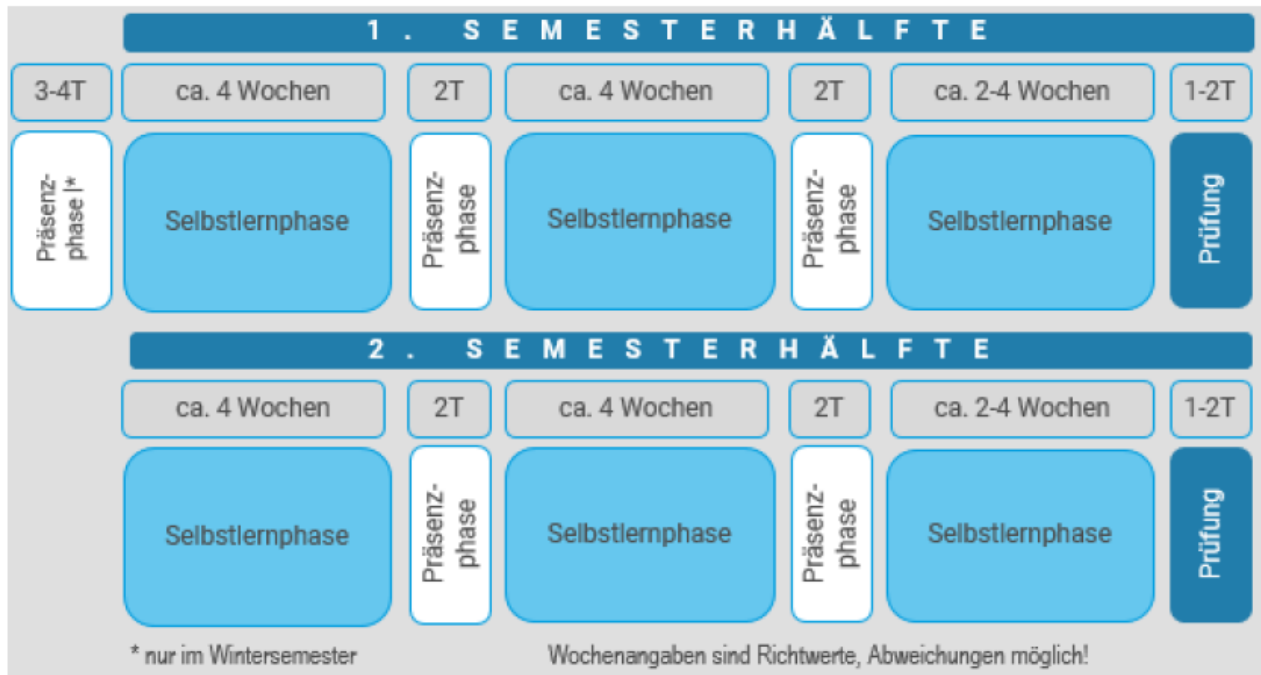 1. SEMESTERHÄLFTE
3-4T ca. 4 Wochen 2T ca. 4 Wochen 2T ca. 2-4 Wochen 1-2T
Präsenz-
phase I*
Selbstlernphase
Präsenz-
phase
Selbstlernphase
Präsenz-
phase
Selbstlernphase
Prüfung
2. SEMESTERHÄLFTE
ca. 4 Wochen 2T ca. 4 Wochen 2T ca. 2-4 Wochen 1-2T
Selbstlernphase
Präsenz-
phase
Selbstlernphase
Präsenz-
phase
Selbstlernphase
Prüfung
* nur im Wintersemester
Wochenangaben sind Richtwerte, Abweichungen möglich!